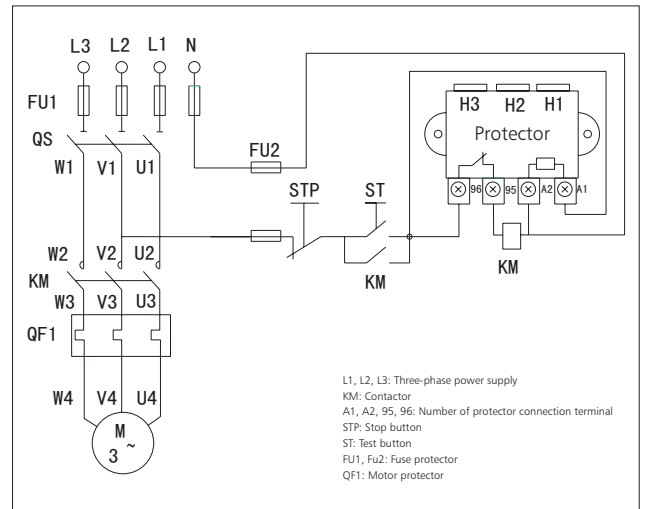 L3 L2 L1 N
FU1
QS
W1 V1 U1
FU2
STP ST
H3 H2 H1
Protector
96 95 A2 A1
KM
KM
W2 V2 U2
KM
W3 V3 U3
QF1
W4 V4 U4
M
3 ~
L1, L2, L3: Three-phase power supply
KM: Contactor
A1, A2, 95, 96: Number of protector connection terminal
STP: Stop button
ST: Test button
FU1, Fu2: Fuse protector
QF1: Motor protector